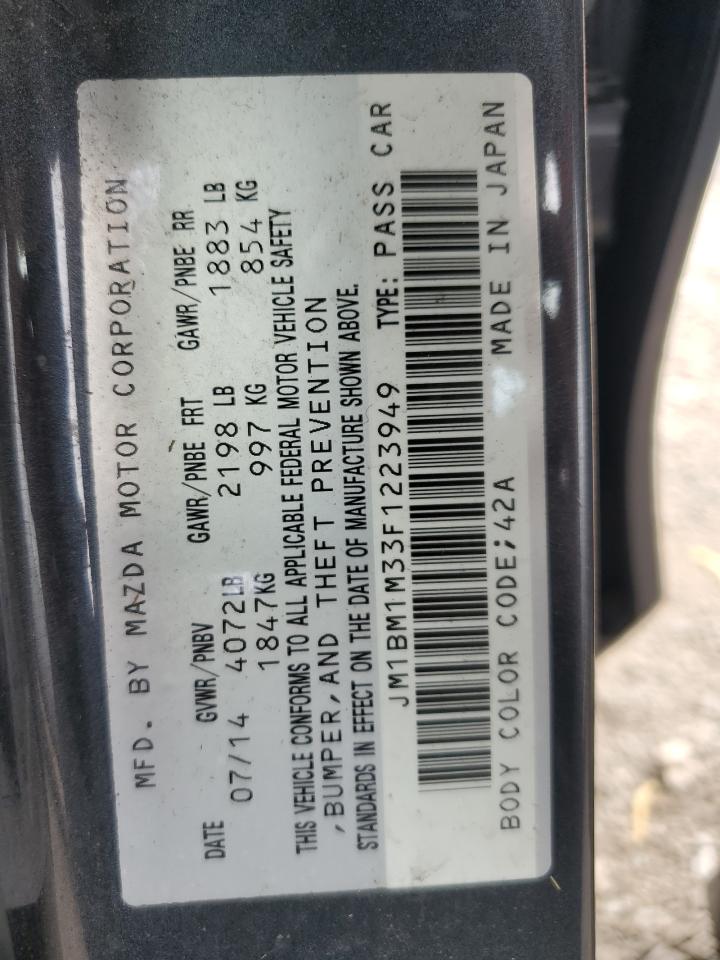 MFD. BY MAZDA MOTOR CORPORATION
DATE GVWR/PNBV GAWR/PNBE FRT GAWR/PNBE RR
07/14 4072LB 2198 LB 1883 LB
1847KG 997 KG 854 KG
THIS VEHICLE CONFORMS TO ALL APPLICABLE FEDERAL MOTOR VEHICLE SAFETY
, BUMPER, AND THEFT PREVENTION
STANDARDS IN EFFECT ON THE DATE OF MANUFACTURE SHOWN ABOVE.
JM1BM1M33F1223949 TYPE: PASS CAR
BODY COLOR CODE;42A MADE IN JAPAN